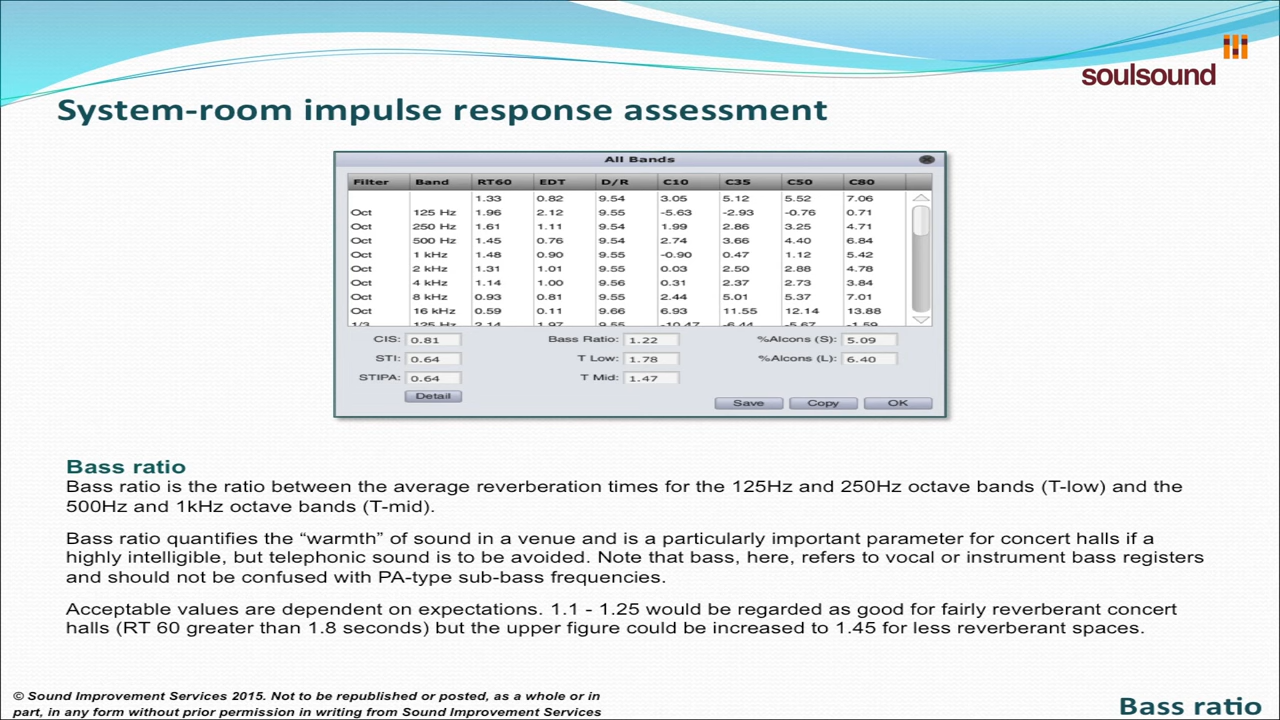 soulsound
System-room impulse response assessment
All Bands
Filter Band RT60 EDT D/R C10 C35 C50 C80
1.33 0.82 9.54 3.05 5.12 5.52 7.06
Oct 125 Hz 1.96 2.12 9.55 -5.63 -2.93 -0.76 0.71
Oct 250 Hz 1.61 1.11 9.54 1.99 2.86 3.25 4.71
Oct 500 Hz 1.45 0.76 9.54 2.74 3.66 4.40 6.84
Oct 1 kHz 1.48 0.90 9.55 -0.90 0.47 1.12 5.42
Oct 2 kHz 1.31 1.01 9.55 0.03 2.50 2.88 4.78
Oct 4 kHz 1.14 1.00 9.56 0.31 2.37 2.73 3.84
Oct 8 kHz 0.93 0.81 9.55 2.44 5.01 5.37 7.01
Oct 16 kHz 0.59 0.11 9.66 6.93 11.55 12.14 13.88
1/3 125 Hz 2.14 1.97 9.55 -10.47 -6.44 -5.67 -1.59
CIS: 0.81 Bass Ratio: 1.22 %Alcons (S): 5.09
STI: 0.64 T Low: 1.78 %Alcons (L): 6.40
STIPA: 0.64 T Mid: 1.47
Detail
Save Copy OK
Bass ratio
Bass ratio is the ratio between the average reverberation times for the 125Hz and 250Hz octave bands (T-low) and the
500Hz and 1kHz octave bands (T-mid).
Bass ratio quantifies the “warmth” of sound in a venue and is a particularly important parameter for concert halls if a
highly intelligible, but telephonic sound is to be avoided. Note that bass, here, refers to vocal or instrument bass registers
and should not be confused with PA-type sub-bass frequencies.
Acceptable values are dependent on expectations. 1.1 - 1.25 would be regarded as good for fairly reverberant concert
halls (RT 60 greater than 1.8 seconds) but the upper figure could be increased to 1.45 for less reverberant spaces.
© Sound Improvement Services 2015. Not to be republished or posted, as a whole or in
part, in any form without prior permission in writing from Sound Improvement Services
Bass ratio